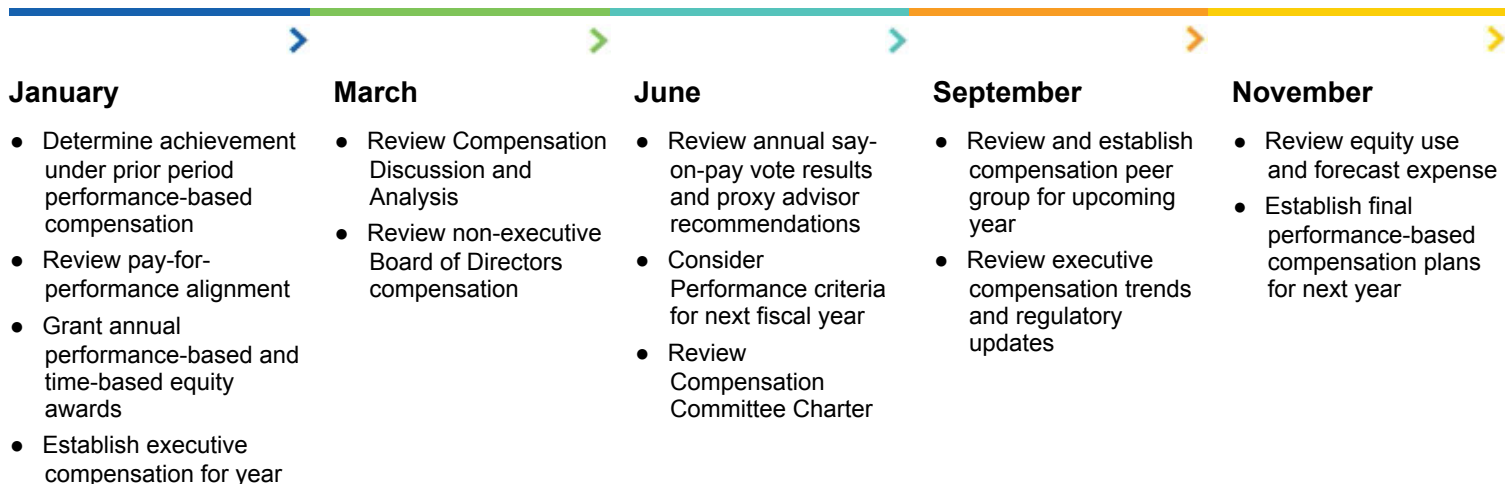 January
● Determine achievement
under prior period
performance-based
compensation
● Review pay-for-
performance alignment
● Grant annual
performance-based and
time-based equity
awards
● Establish executive
compensation for year
March
● Review Compensation
Discussion and
Analysis
● Review non-executive
Board of Directors
compensation
June
● Review annual say-
on-pay vote results
and proxy advisor
recommendations
● Consider
Performance criteria
for next fiscal year
● Review
Compensation
Committee Charter
September
● Review and establish
compensation peer
group for upcoming
year
● Review executive
compensation trends
and regulatory
updates
November
● Review equity use
and forecast expense
● Establish final
performance-based
compensation plans
for next year